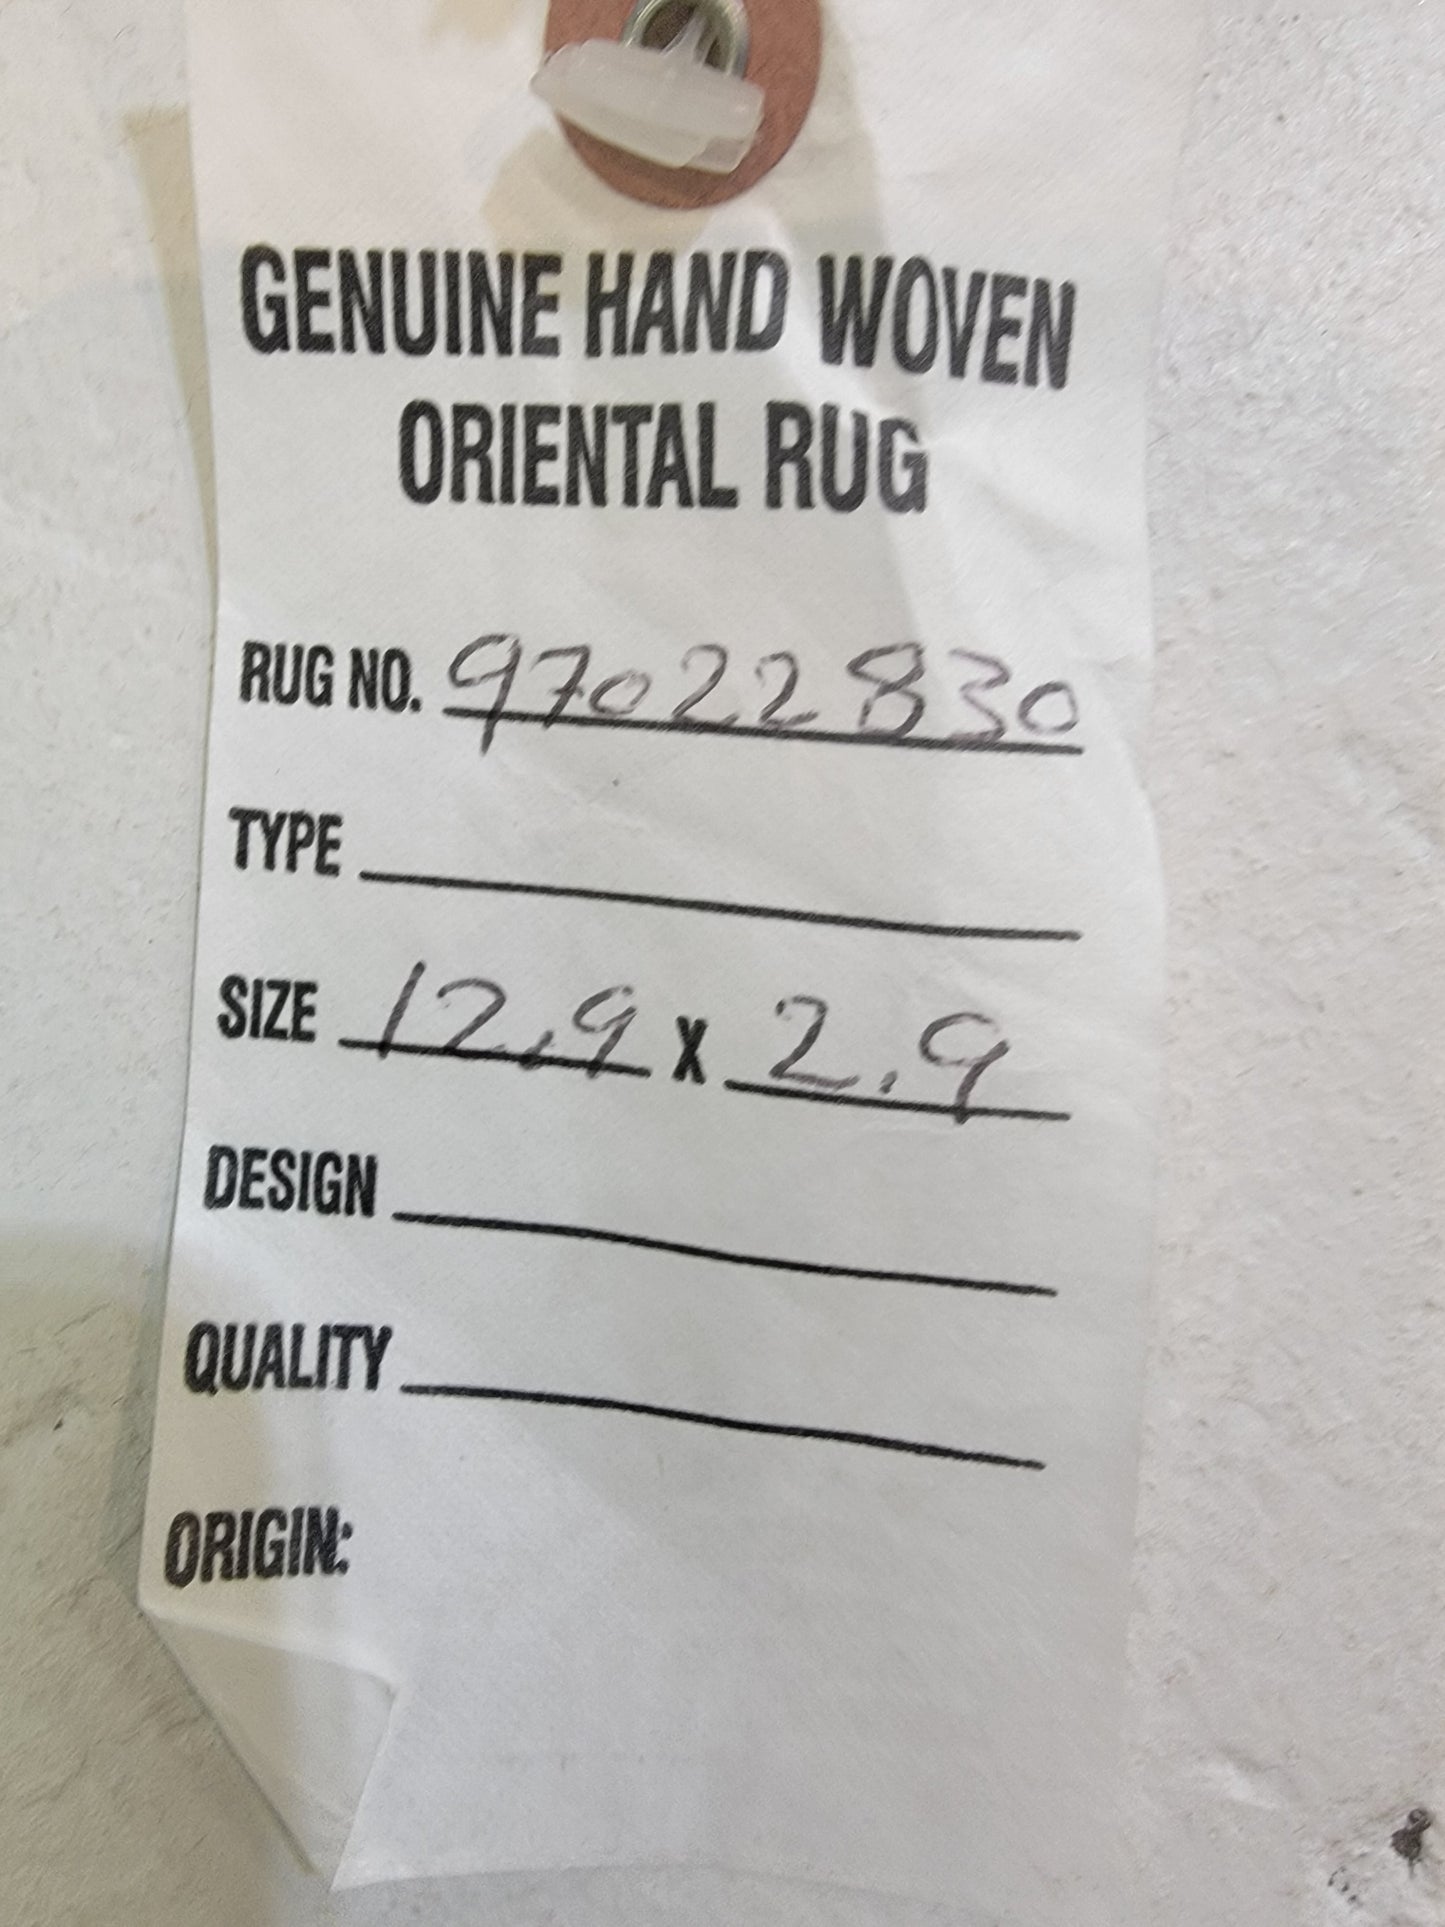 GENUINE HAND WOVEN
ORIENTAL RUG
RUG NO. 97022830
TYPE
SIZE 12.9 X 2.9
DESIGN
QUALITY
ORIGIN: